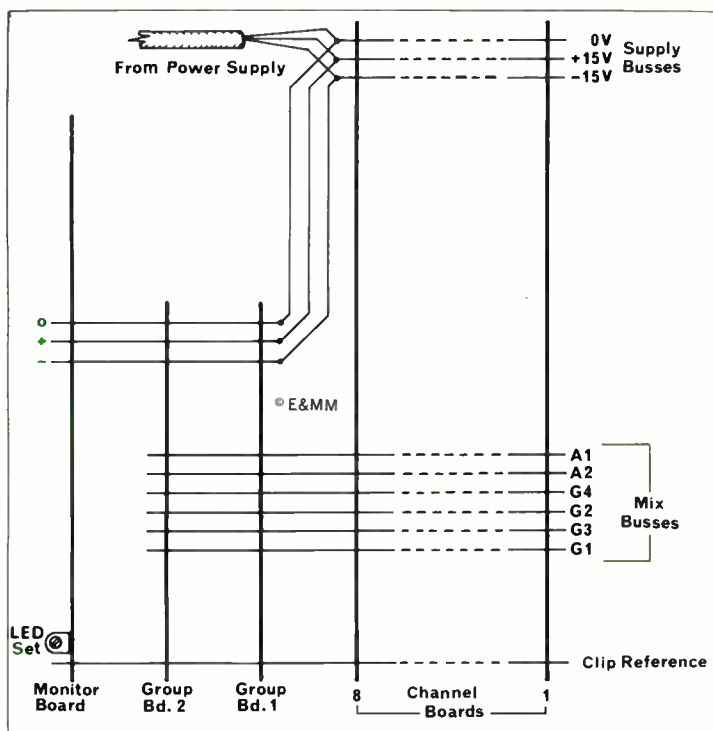 From Power Supply
0V
+15V
-15V
Supply
Busses
o
+
-
© E&MM
A1
A2
G4
G2
G3
G1
Mix
Busses
LED
Set
Clip Reference
Monitor
Board
Group
Bd. 2
Group
Bd. 1
8
Channel
Boards
1